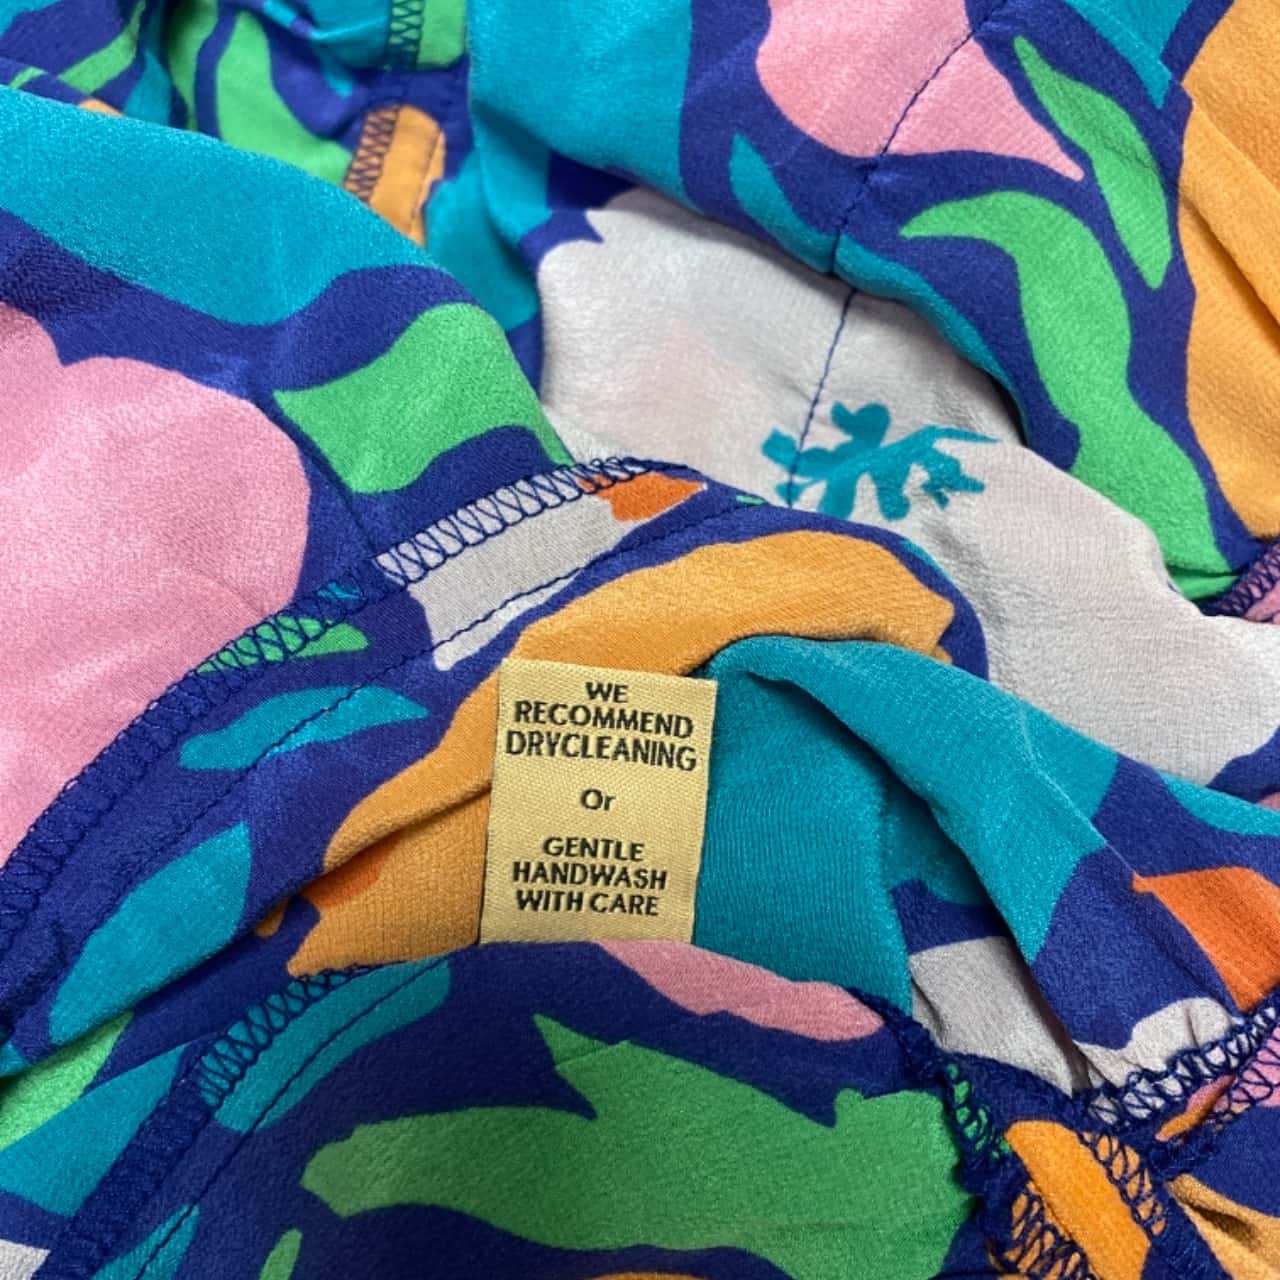 WE
RECOMMEND
DRYCLEANING
Or
GENTLE
HANDWASH
WITH CARE